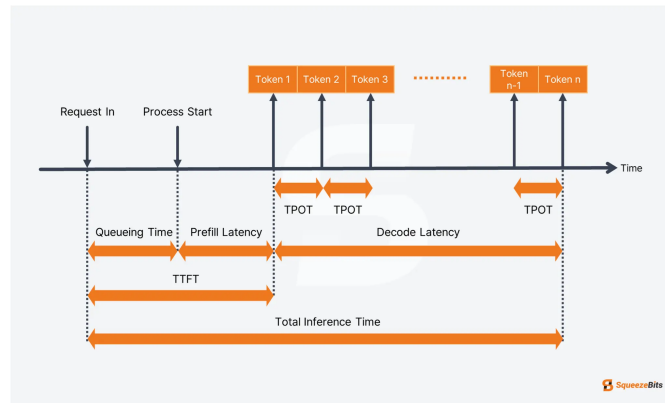 Token 1 Token 2 Token 3 Token n-1 Token n
Request In Process Start
Time
TPOT TPOT TPOT
Queueing Time Prefill Latency Decode Latency
TTFT
Total Inference Time
SqueezeBits